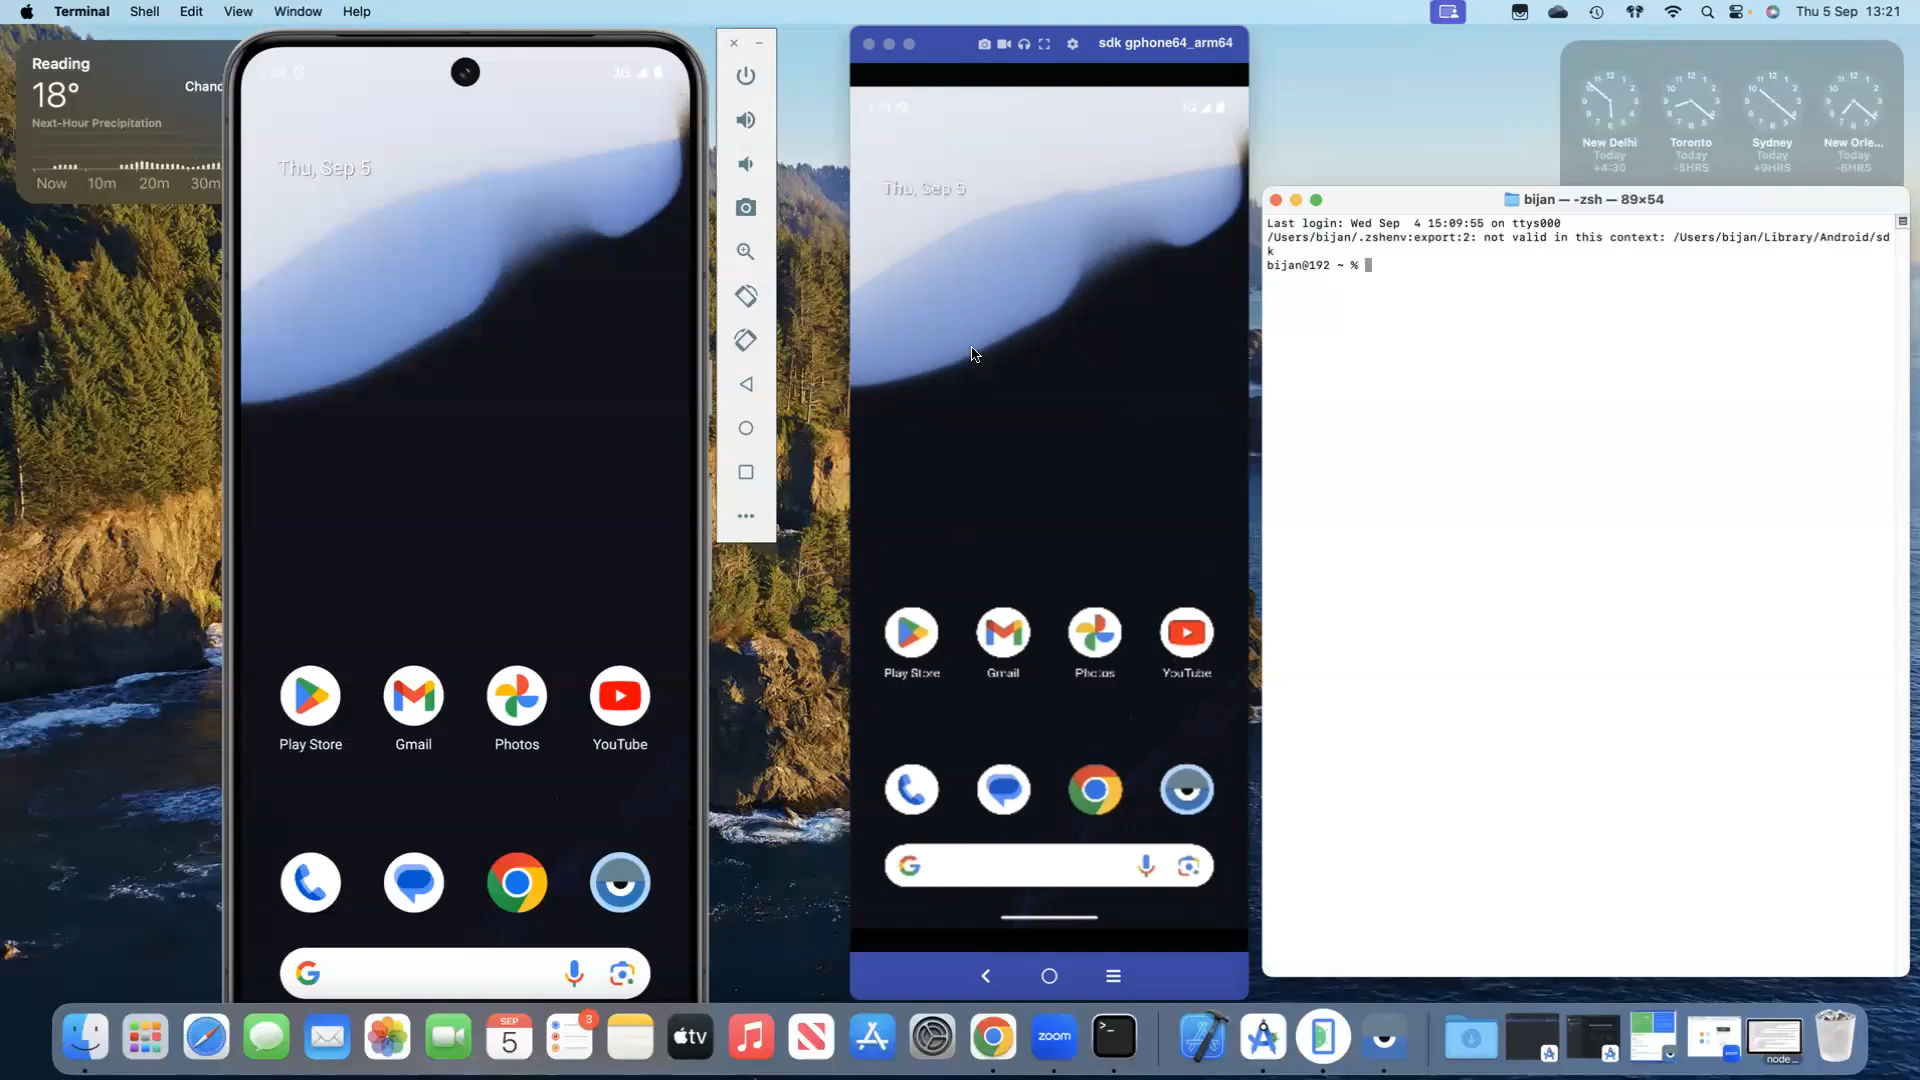 Terminal Shell Edit View Window Help
Thu 5 Sep 13:21
Reading
18°
Chanc
Next-Hour Precipitation
Now 10m 20m 30m
3G
Thu, Sep 5
Play Store Gmail Photos YouTube
sdk gphone64_arm64
3G
Thu, Sep 5
Play Store Gmail Photos YouTube
New Delhi Toronto Sydney New Orle...
Today Today Today Today
+4:30 -5HRS +9HRS -6HRS
bijan — -zsh — 89×54
Last login: Wed Sep  4 15:09:55 on ttys000
/Users/bijan/.zshenv:export:2: not valid in this context: /Users/bijan/Library/Android/sd
k
bijan@192 ~ %
SEP
5
3
tv
zoom
>_
node